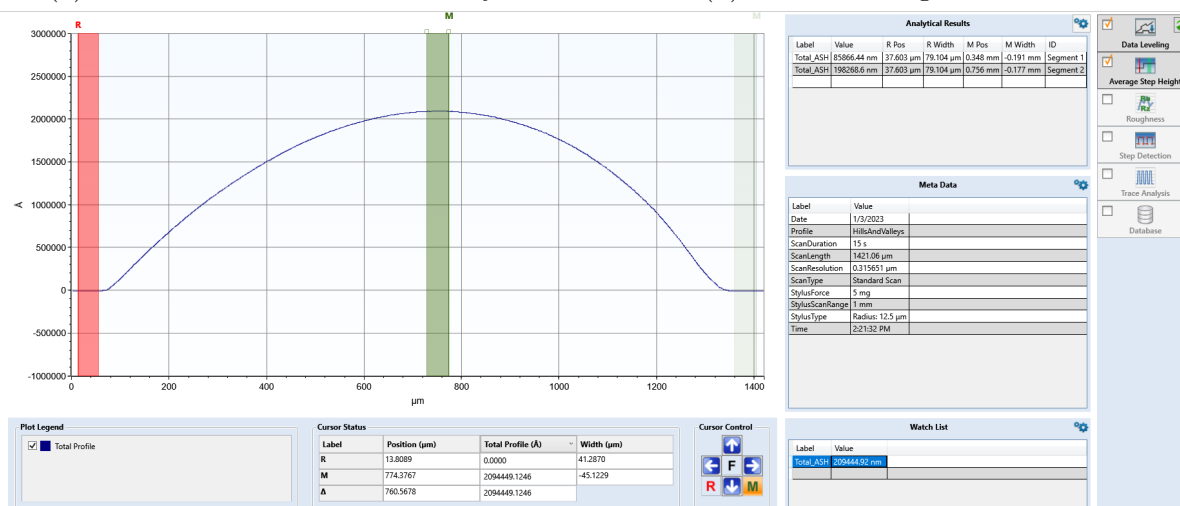 R
M
M
3000000
2500000
2000000
1500000
1000000
500000
0
-500000
-1000000
Å
0 200 400 600 800 1000 1200 1400
µm
Analytical Results
Label Value R Pos R Width M Pos M Width ID
Total_ASH 85866.44 nm 37.603 µm 79.104 µm 0.348 mm -0.191 mm Segment 1
Total_ASH 198268.6 nm 37.603 µm 79.104 µm 0.756 mm -0.177 mm Segment 2
Meta Data
Label Value
Date 1/3/2023
Profile HillsAndValleys
ScanDuration 15 s
ScanLength 1421.06 µm
ScanResolution 0.315651 µm
ScanType Standard Scan
StylusForce 5 mg
StylusScanRange 1 mm
StylusType Radius: 12.5 µm
Time 2:21:32 PM
Data Leveling
Average Step Height
Ra
Rz
Roughness
Step Detection
Trace Analysis
Database
Plot Legend
Total Profile
Cursor Status
Label Position (µm) Total Profile (Å) Width (µm)
R 13.8089 0.0000 41.2870
M 774.3767 2094449.1246 -45.1229
Δ 760.5678 2094449.1246
Cursor Control
F
R M
Watch List
Label Value
Total_ASH 209444.92 nm